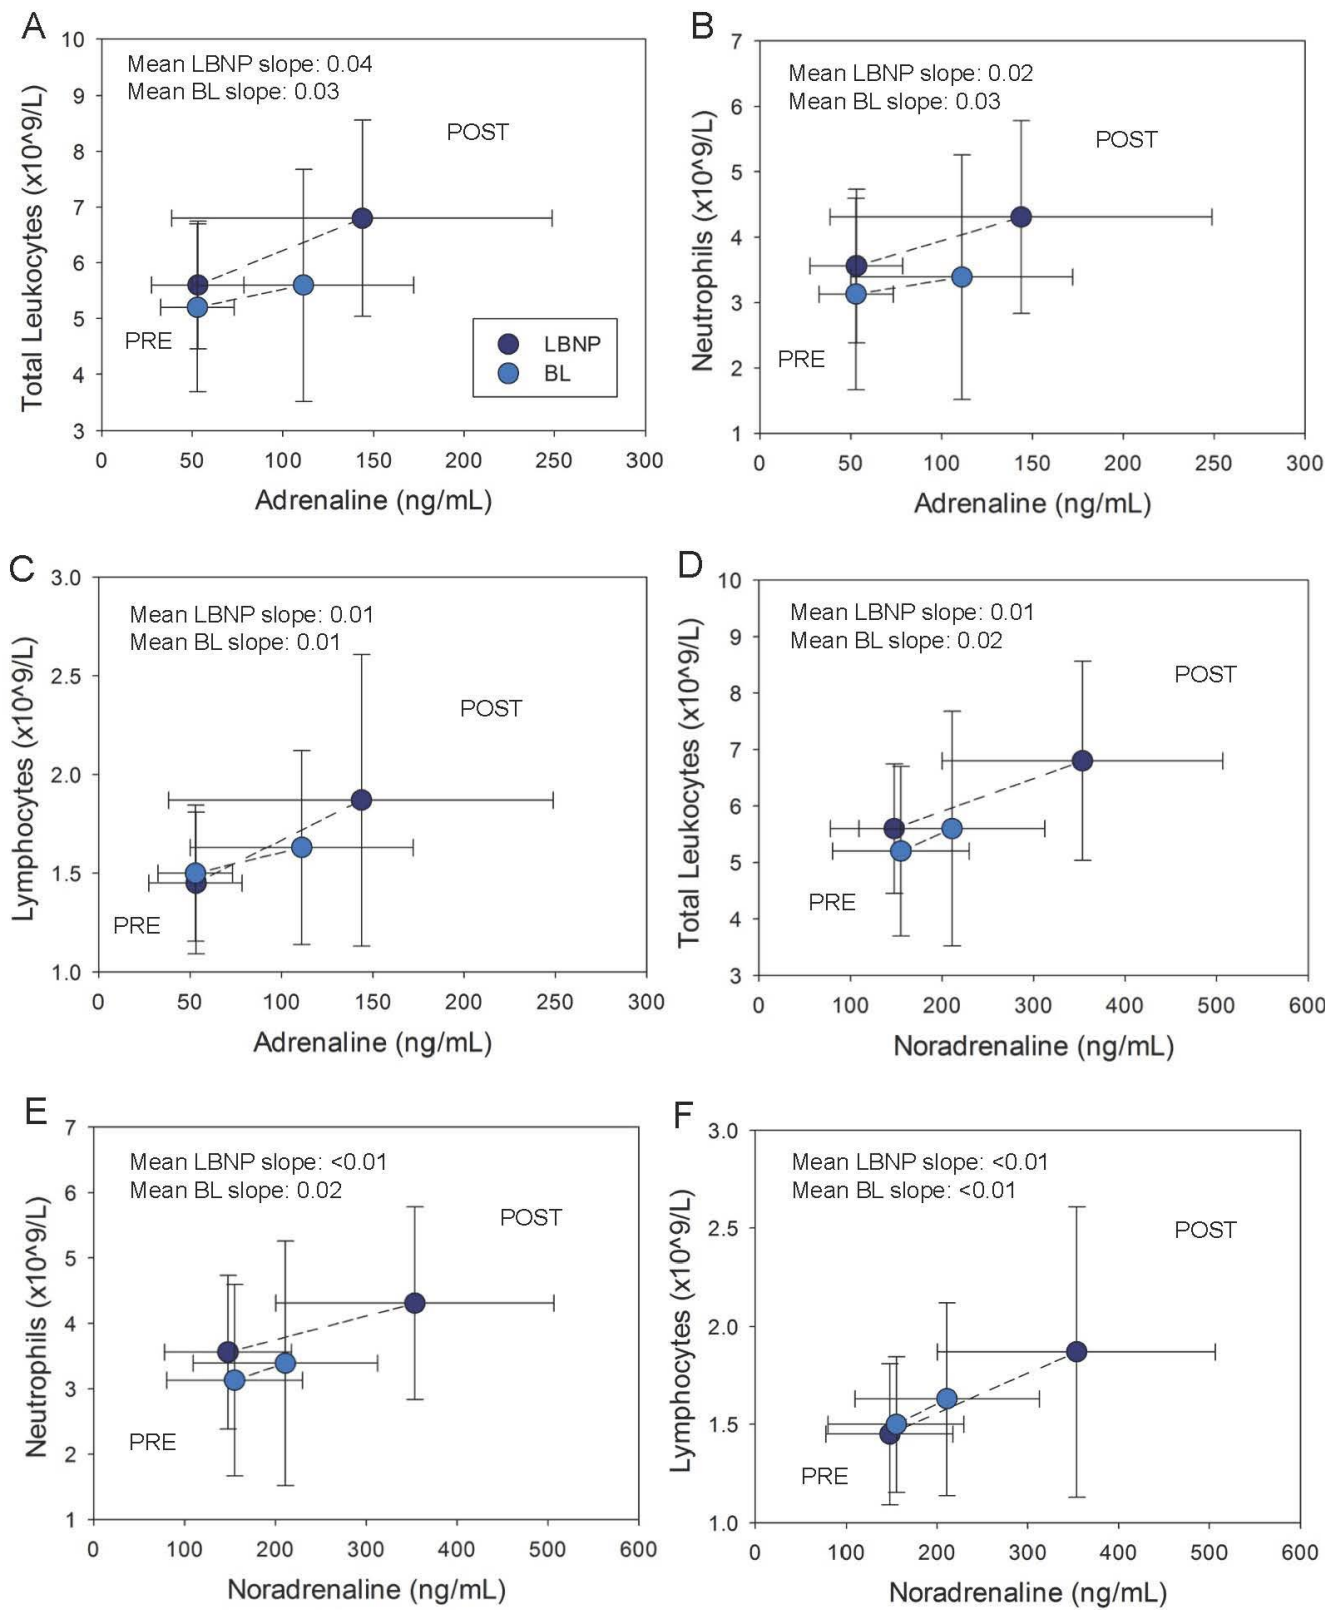 A
Mean LBNP slope: 0.04
Mean BL slope: 0.03
POST
PRE
LBNP
BL
10
9
8
7
6
5
4
3
0 50 100 150 200 250 300
Total Leukocytes (x10^9/L)
Adrenaline (ng/mL)
B
Mean LBNP slope: 0.02
Mean BL slope: 0.03
POST
PRE
7
6
5
4
3
2
1
0 50 100 150 200 250 300
Neutrophils (x10^9/L)
Adrenaline (ng/mL)
C
Mean LBNP slope: 0.01
Mean BL slope: 0.01
POST
PRE
3.0
2.5
2.0
1.5
1.0
0 50 100 150 200 250 300
Lymphocytes (x10^9/L)
Adrenaline (ng/mL)
D
Mean LBNP slope: 0.01
Mean BL slope: 0.02
POST
PRE
10
9
8
7
6
5
4
3
0 100 200 300 400 500 600
Total Leukocytes (x10^9/L)
Noradrenaline (ng/mL)
E
Mean LBNP slope: <0.01
Mean BL slope: 0.02
POST
PRE
7
6
5
4
3
2
1
0 100 200 300 400 500 600
Neutrophils (x10^9/L)
Noradrenaline (ng/mL)
F
Mean LBNP slope: <0.01
Mean BL slope: <0.01
POST
PRE
3.0
2.5
2.0
1.5
1.0
0 100 200 300 400 500 600
Lymphocytes (x10^9/L)
Noradrenaline (ng/mL)